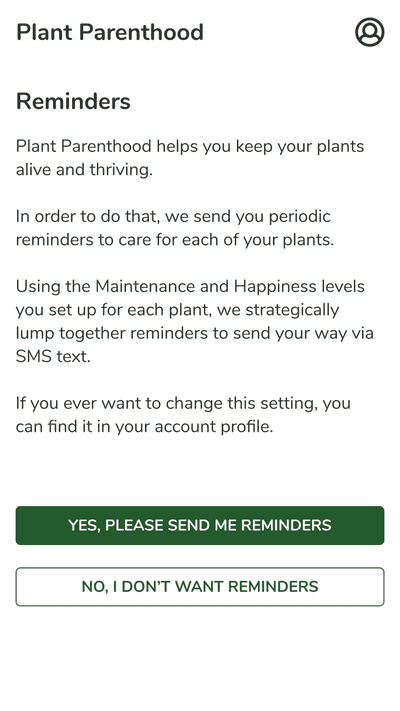 Plant Parenthood
Reminders
Plant Parenthood helps you keep your plants
alive and thriving.
In order to do that, we send you periodic
reminders to care for each of your plants.
Using the Maintenance and Happiness levels
you set up for each plant, we strategically
lump together reminders to send your way via
SMS text.
If you ever want to change this setting, you
can find it in your account profile.
YES, PLEASE SEND ME REMINDERS
NO, I DON’T WANT REMINDERS